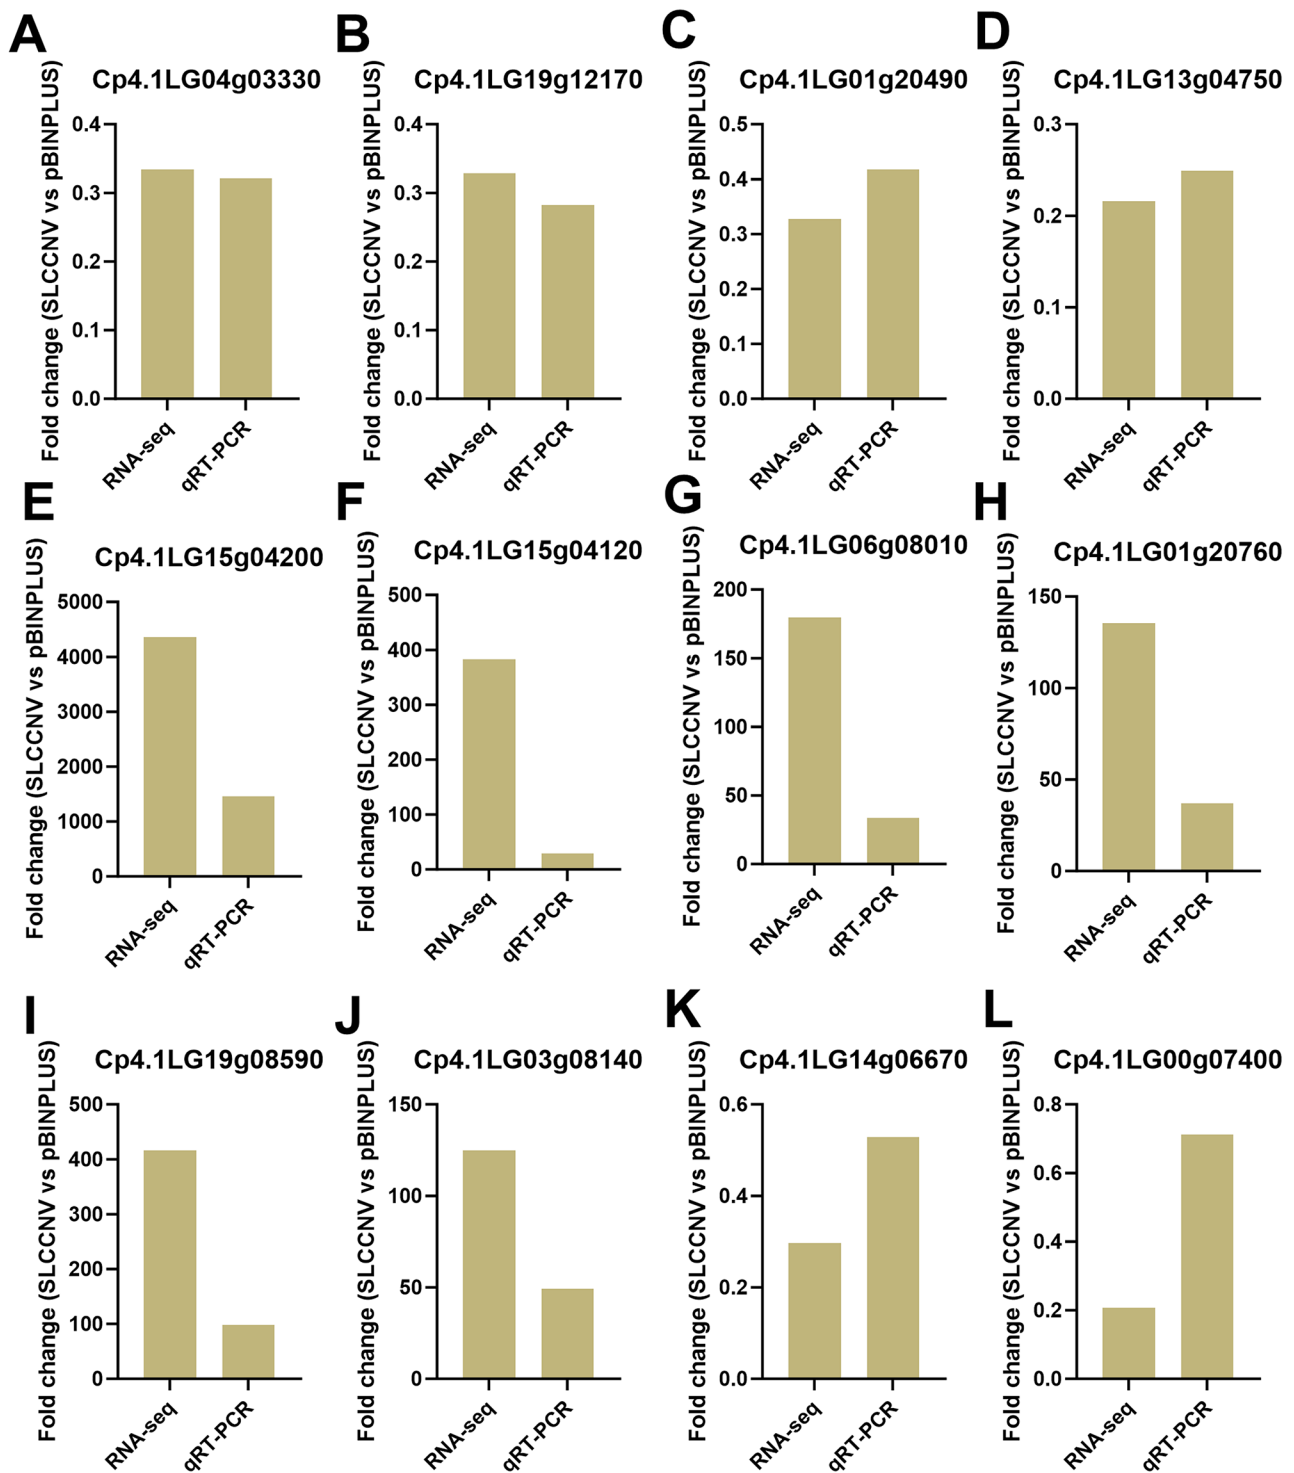 A
Cp4.1LG04g03330
Fold change (SLCCNV vs pBINPLUS)
0.4
0.3
0.2
0.1
0.0
RNA-seq
qRT-PCR
B
Cp4.1LG19g12170
Fold change (SLCCNV vs pBINPLUS)
0.4
0.3
0.2
0.1
0.0
RNA-seq
qRT-PCR
C
Cp4.1LG01g20490
Fold change (SLCCNV vs pBINPLUS)
0.5
0.4
0.3
0.2
0.1
0.0
RNA-seq
qRT-PCR
D
Cp4.1LG13g04750
Fold change (SLCCNV vs pBINPLUS)
0.3
0.2
0.1
0.0
RNA-seq
qRT-PCR
E
Cp4.1LG15g04200
Fold change (SLCCNV vs pBINPLUS)
5000
4000
3000
2000
1000
0
RNA-seq
qRT-PCR
F
Cp4.1LG15g04120
Fold change (SLCCNV vs pBINPLUS)
500
400
300
200
100
0
RNA-seq
qRT-PCR
G
Cp4.1LG06g08010
Fold change (SLCCNV vs pBINPLUS)
200
150
100
50
0
RNA-seq
qRT-PCR
H
Cp4.1LG01g20760
Fold change (SLCCNV vs pBINPLUS)
150
100
50
0
RNA-seq
qRT-PCR
I
Cp4.1LG19g08590
Fold change (SLCCNV vs pBINPLUS)
500
400
300
200
100
0
RNA-seq
qRT-PCR
J
Cp4.1LG03g08140
Fold change (SLCCNV vs pBINPLUS)
150
100
50
0
RNA-seq
qRT-PCR
K
Cp4.1LG14g06670
Fold change (SLCCNV vs pBINPLUS)
0.6
0.4
0.2
0.0
RNA-seq
qRT-PCR
L
Cp4.1LG00g07400
Fold change (SLCCNV vs pBINPLUS)
0.8
0.6
0.4
0.2
0.0
RNA-seq
qRT-PCR